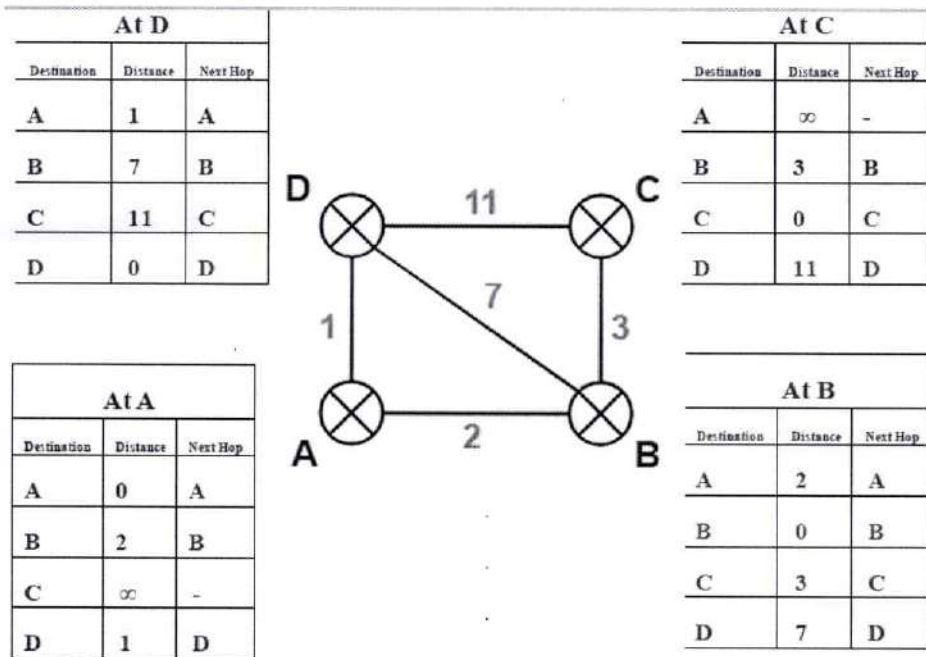 At D
Destination Distance Next Hop
A 1 A
B 7 B
C 11 C
D 0 D
At C
Destination Distance Next Hop
A ∞ -
B 3 B
C 0 C
D 11 D
D 11 C
7
1 3
A 2 B
At A
Destination Distance Next Hop
A 0 A
B 2 B
C ∞ -
D 1 D
At B
Destination Distance Next Hop
A 2 A
B 0 B
C 3 C
D 7 D